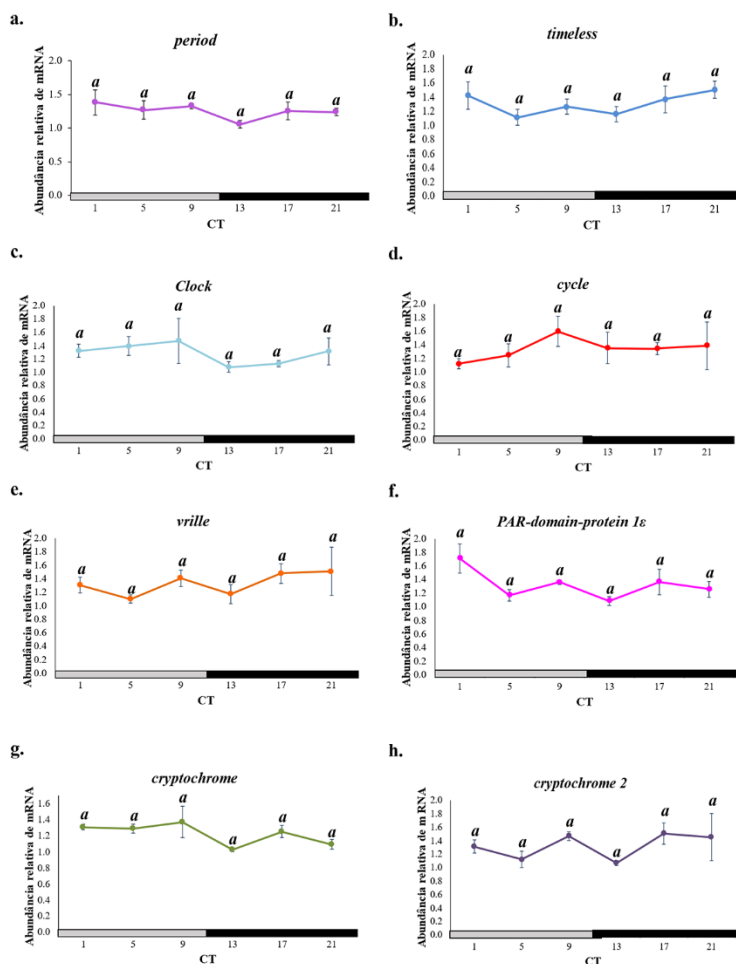 a.
period
Abundância relativa de mRNA
2.0
1.5
1.0
0.5
0.0
a a a a a a
1 5 9 13 17 21
CT
b.
timeless
Abundância relativa de mRNA
2.0
1.8
1.6
1.4
1.2
1.0
0.8
0.6
0.4
0.2
0.0
a a a a a a
1 5 9 13 17 21
CT
c.
Clock
Abundância relativa de mRNA
2.0
1.8
1.6
1.4
1.2
1.0
0.8
0.6
0.4
0.2
0.0
a a a a a a
1 5 9 13 17 21
CT
d.
cycle
Abundância relativa de mRNA
2.0
1.8
1.6
1.4
1.2
1.0
0.8
0.6
0.4
0.2
0.0
a a a a a a
1 5 9 13 17 21
CT
e.
vrille
Abundância relativa de mRNA
2.0
1.8
1.6
1.4
1.2
1.0
0.8
0.6
0.4
0.2
0.0
a a a a a a
1 5 9 13 17 21
CT
f.
PAR-domain-protein 1ε
Abundância relativa de mRNA
2.0
1.8
1.6
1.4
1.2
1.0
0.8
0.6
0.4
0.2
0.0
a a a a a a
1 5 9 13 17 21
CT
g.
cryptochrome
Abundância relativa de mRNA
1.6
1.4
1.2
1.0
0.8
0.6
0.4
0.2
0.0
a a a a a a
1 5 9 13 17 21
CT
h.
cryptochrome 2
Abundância relativa de mRNA
2.0
1.8
1.6
1.4
1.2
1.0
0.8
0.6
0.4
0.2
0.0
a a a a a a
1 5 9 13 17 21
CT